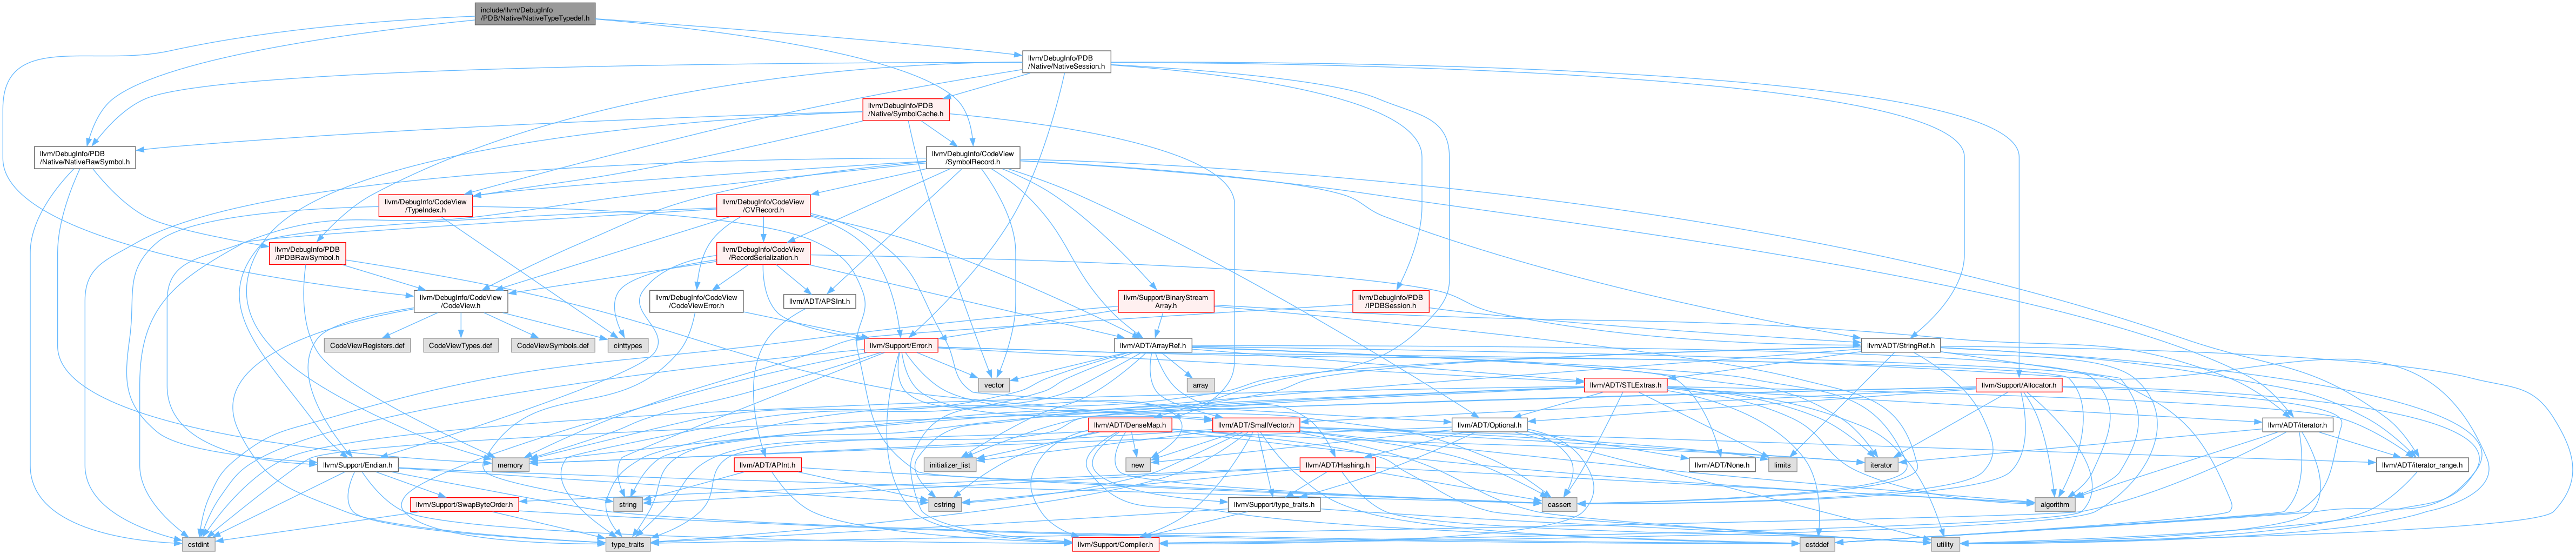 include/llvm/DebugInfo
/PDB/Native/NativeTypeTypedef.h
llvm/DebugInfo/PDB
/Native/NativeSession.h
llvm/DebugInfo/PDB
/Native/SymbolCache.h
llvm/DebugInfo/PDB
/Native/NativeRawSymbol.h
llvm/DebugInfo/CodeView
/SymbolRecord.h
llvm/DebugInfo/CodeView
/TypeIndex.h
llvm/DebugInfo/CodeView
/CVRecord.h
llvm/DebugInfo/PDB
/IPDBRawSymbol.h
llvm/DebugInfo/CodeView
/RecordSerialization.h
llvm/DebugInfo/CodeView
/CodeView.h
llvm/DebugInfo/CodeView
/CodeViewError.h
llvm/ADT/APSInt.h
llvm/Support/BinaryStream
Array.h
llvm/DebugInfo/PDB
/IPDBSession.h
CodeViewRegisters.def
CodeViewTypes.def
CodeViewSymbols.def
cinttypes
llvm/Support/Error.h
llvm/ADT/ArrayRef.h
llvm/ADT/StringRef.h
vector
array
llvm/ADT/STLExtras.h
llvm/Support/Allocator.h
llvm/ADT/DenseMap.h
llvm/ADT/SmallVector.h
llvm/ADT/Optional.h
llvm/ADT/iterator.h
llvm/Support/Endian.h
memory
llvm/ADT/APInt.h
initializer_list
new
llvm/ADT/Hashing.h
llvm/ADT/None.h
limits
iterator
llvm/ADT/iterator_range.h
llvm/Support/SwapByteOrder.h
string
cstring
llvm/Support/type_traits.h
cassert
algorithm
cstdint
type_traits
llvm/Support/Compiler.h
cstddef
utility